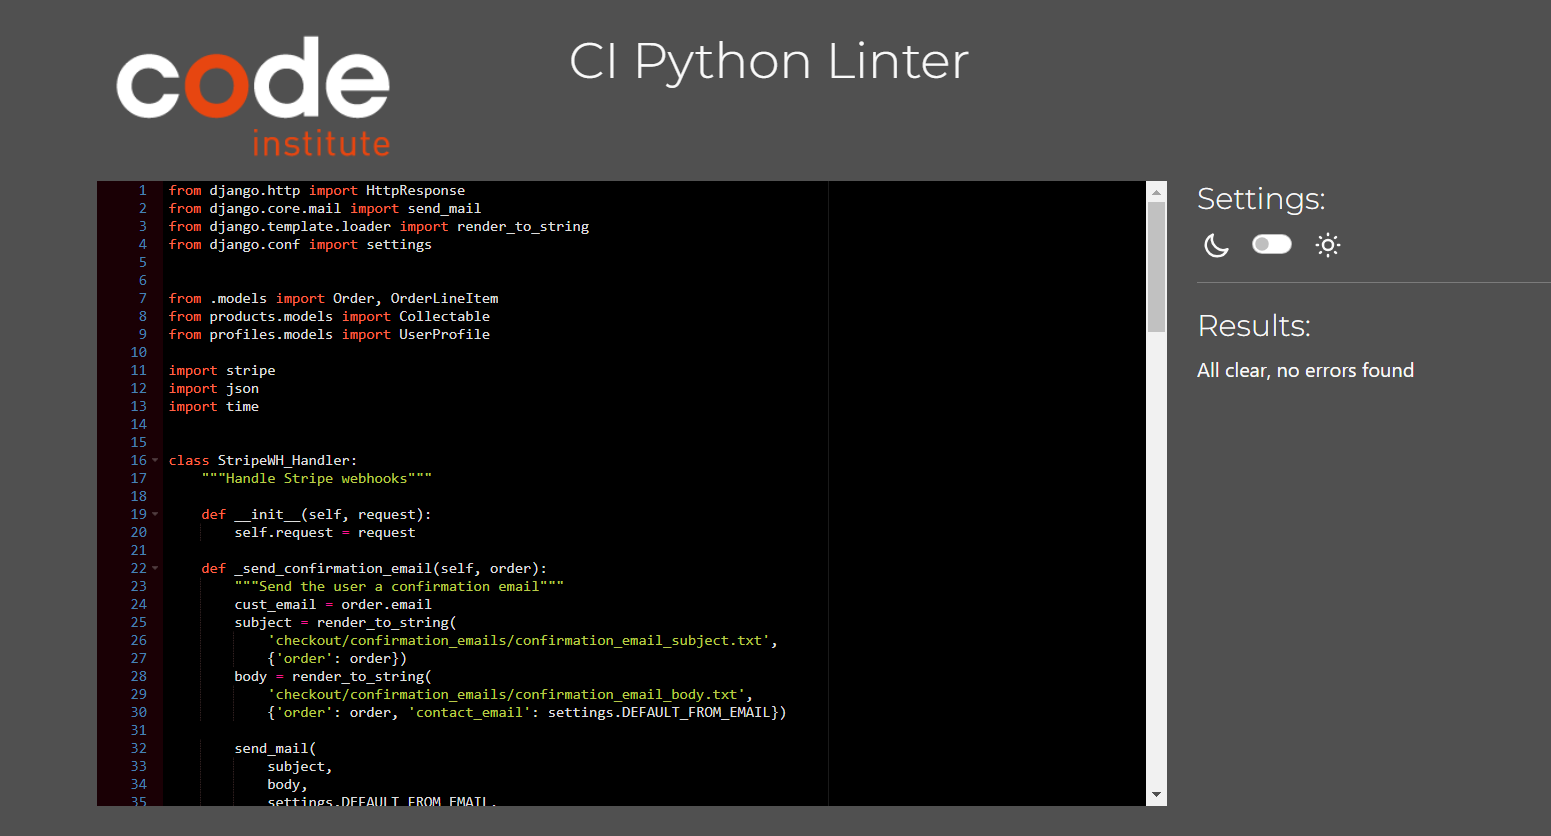 code
institute
CI Python Linter
1 from django.http import HttpResponse
2 from django.core.mail import send_mail
3 from django.template.loader import render_to_string
4 from django.conf import settings
5
6
7 from .models import Order, OrderLineItem
8 from products.models import Collectable
9 from profiles.models import UserProfile
10
11 import stripe
12 import json
13 import time
14
15
16 class StripeWH_Handler:
17     """Handle Stripe webhooks"""
18
19     def __init__(self, request):
20         self.request = request
21
22     def _send_confirmation_email(self, order):
23         """Send the user a confirmation email"""
24         cust_email = order.email
25         subject = render_to_string(
26             'checkout/confirmation_emails/confirmation_email_subject.txt',
27             {'order': order})
28         body = render_to_string(
29             'checkout/confirmation_emails/confirmation_email_body.txt',
30             {'order': order, 'contact_email': settings.DEFAULT_FROM_EMAIL})
31
32         send_mail(
33             subject,
34             body,
35             settings.DEFAULT_FROM_EMAIL,
Settings:
Results:
All clear, no errors found